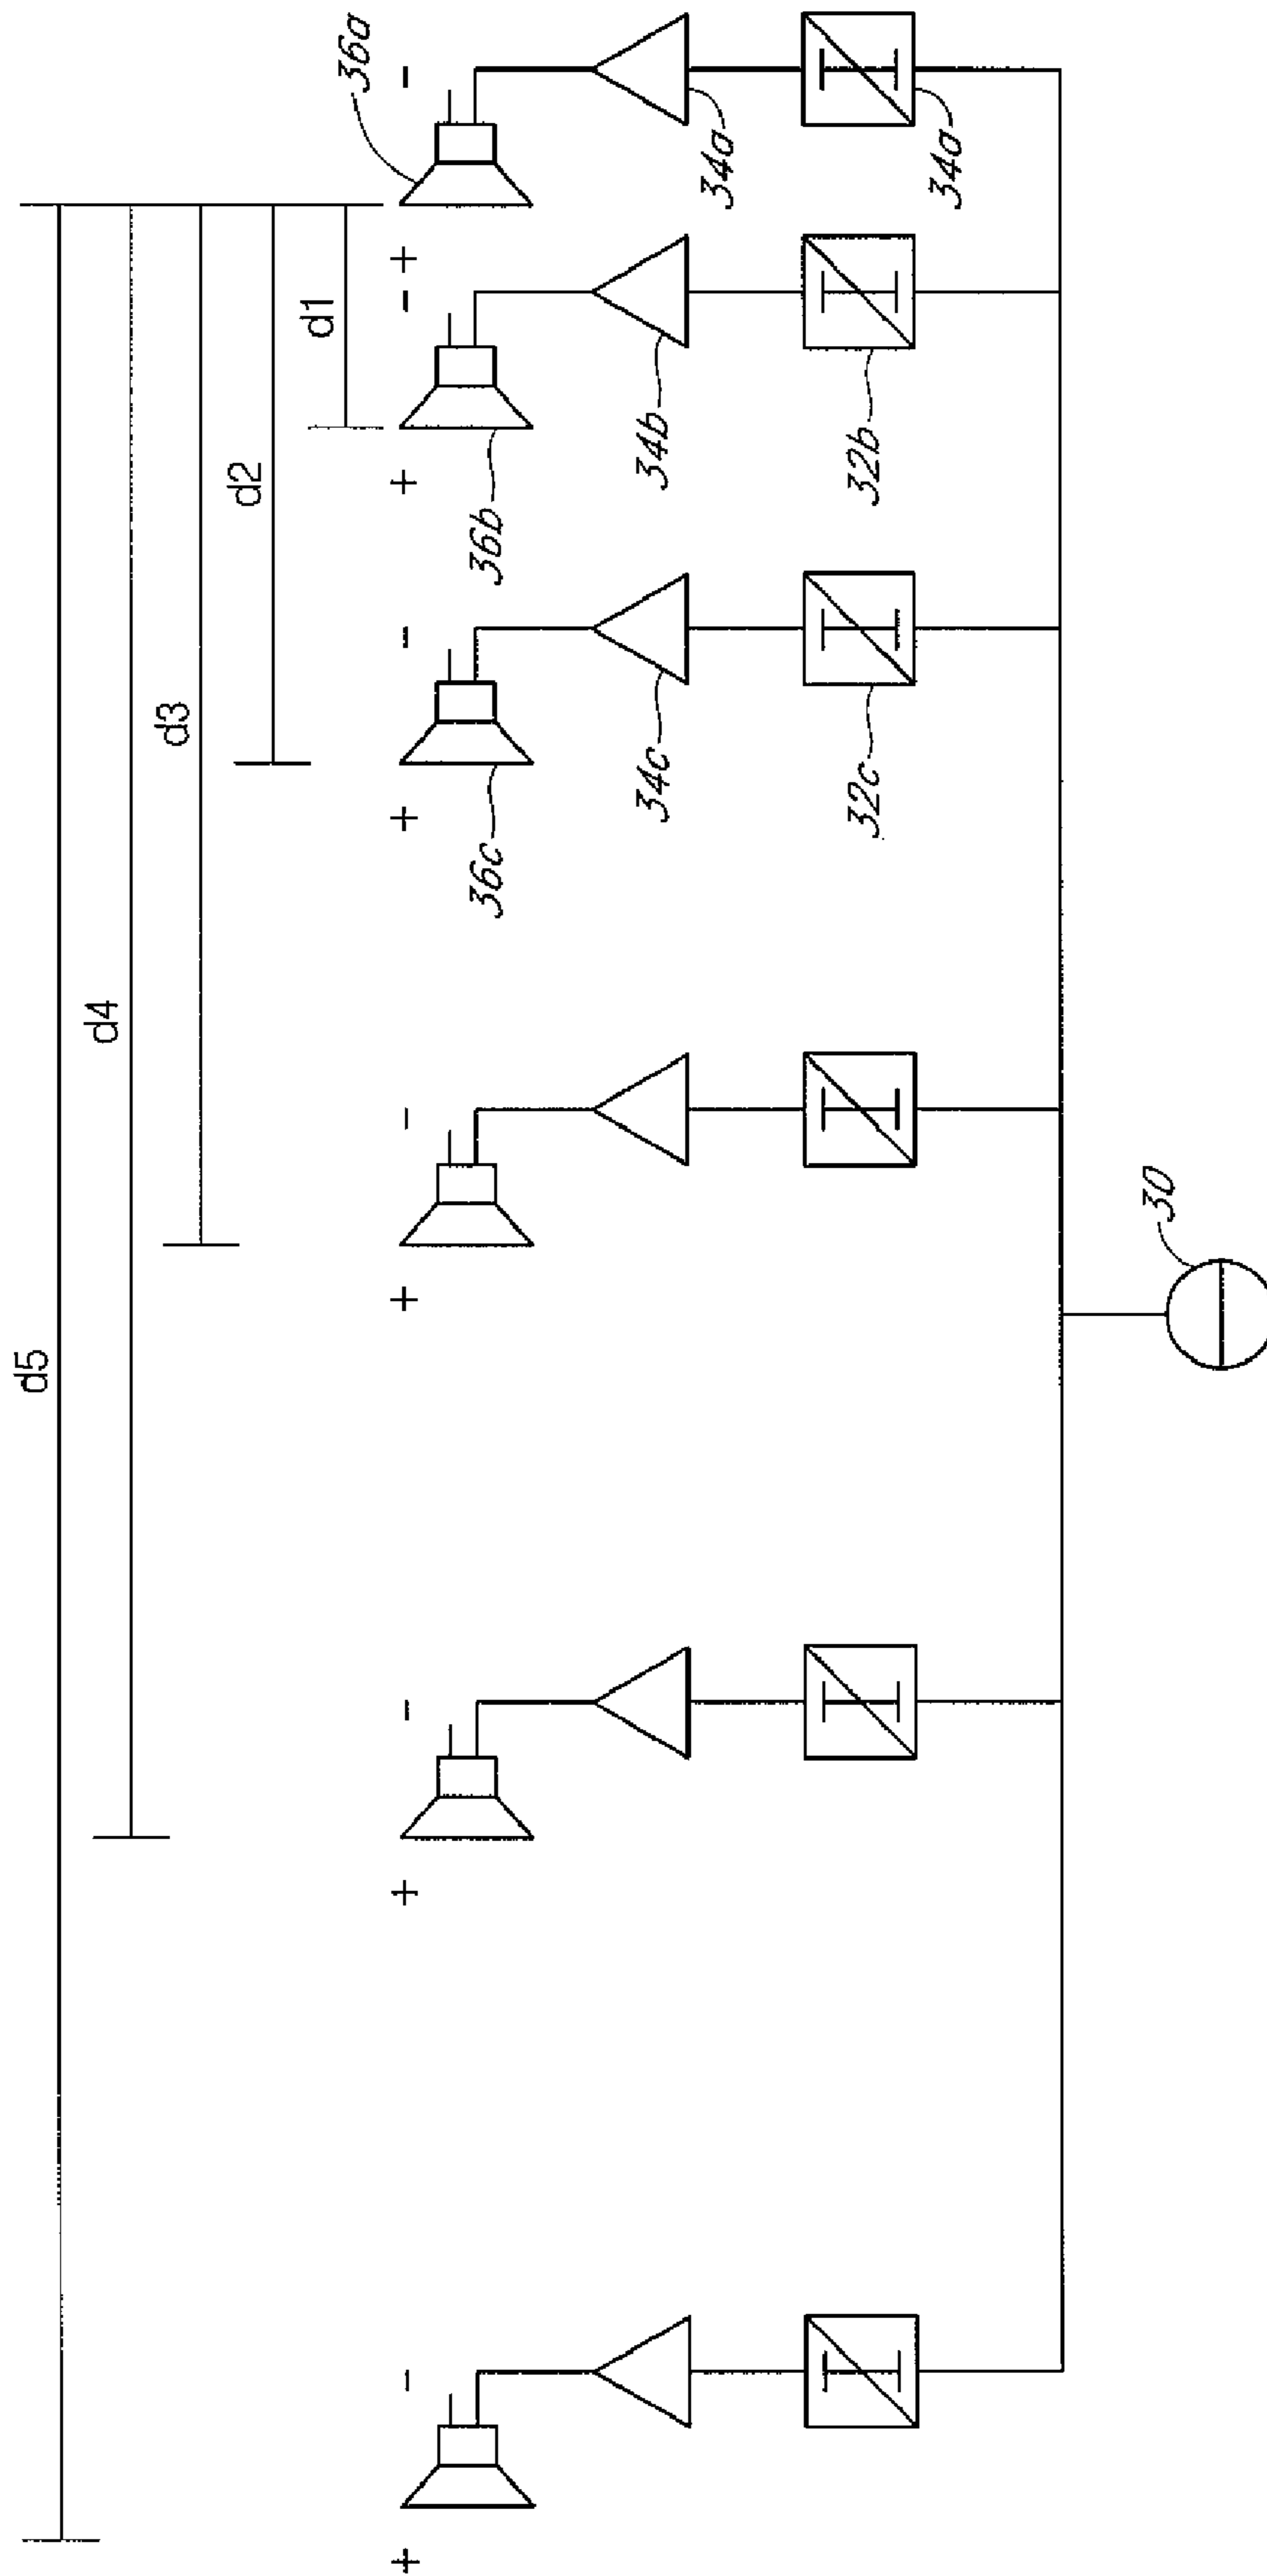 d5
d4
d3
d2
d1
36a
-
+
-
36b
+
-
36c
+
-
+
-
+
-
+
34a
34b
34c
34a
32b
32c
30